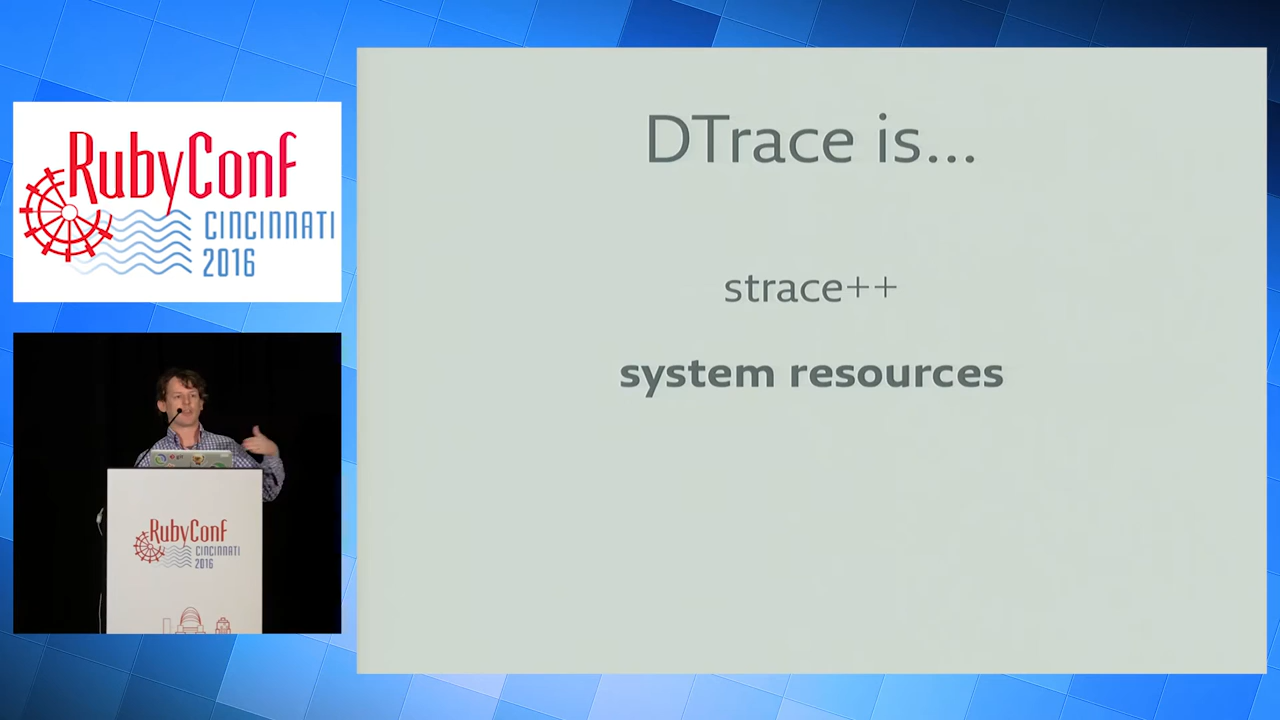 RubyConf
CINCINNATI
2016
DTrace is...
strace++
system resources
RubyConf
CINCINNATI
2016